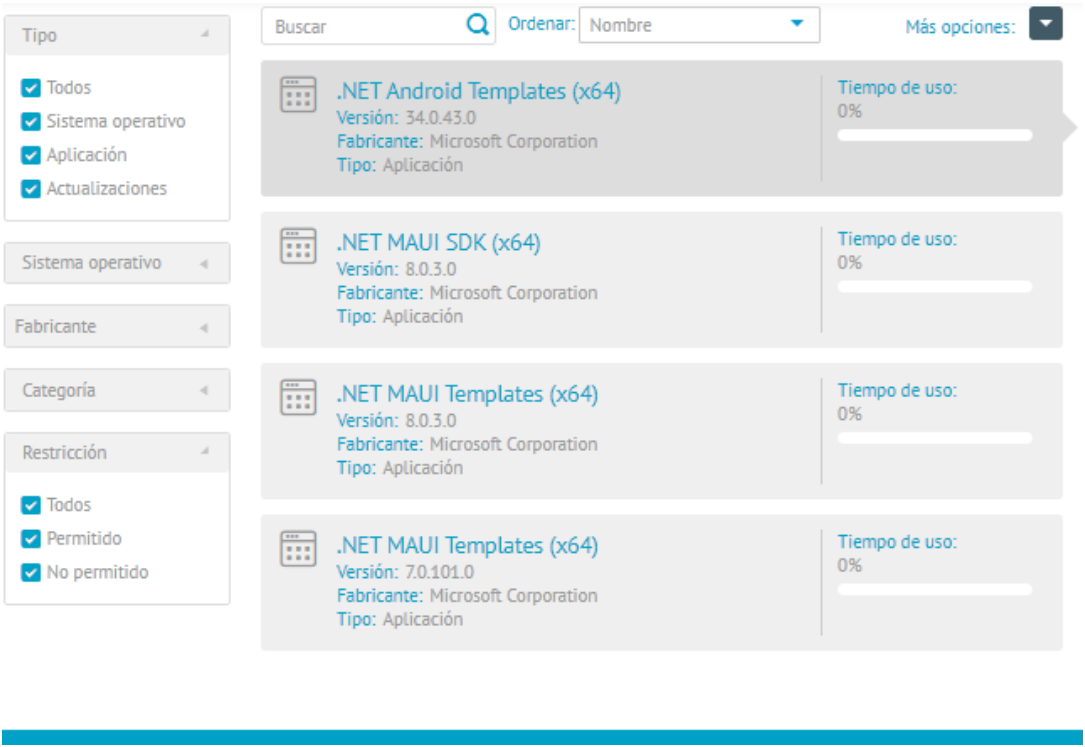 Tipo
Todos
Sistema operativo
Aplicación
Actualizaciones
Sistema operativo
Fabricante
Categoría
Restricción
Todos
Permitido
No permitido
Buscar
Ordenar: Nombre
Más opciones:
.NET Android Templates (x64)
Versión: 34.0.43.0
Fabricante: Microsoft Corporation
Tipo: Aplicación
Tiempo de uso:
0%
.NET MAUI SDK (x64)
Versión: 8.0.3.0
Fabricante: Microsoft Corporation
Tipo: Aplicación
Tiempo de uso:
0%
.NET MAUI Templates (x64)
Versión: 8.0.3.0
Fabricante: Microsoft Corporation
Tipo: Aplicación
Tiempo de uso:
0%
.NET MAUI Templates (x64)
Versión: 7.0.101.0
Fabricante: Microsoft Corporation
Tipo: Aplicación
Tiempo de uso:
0%